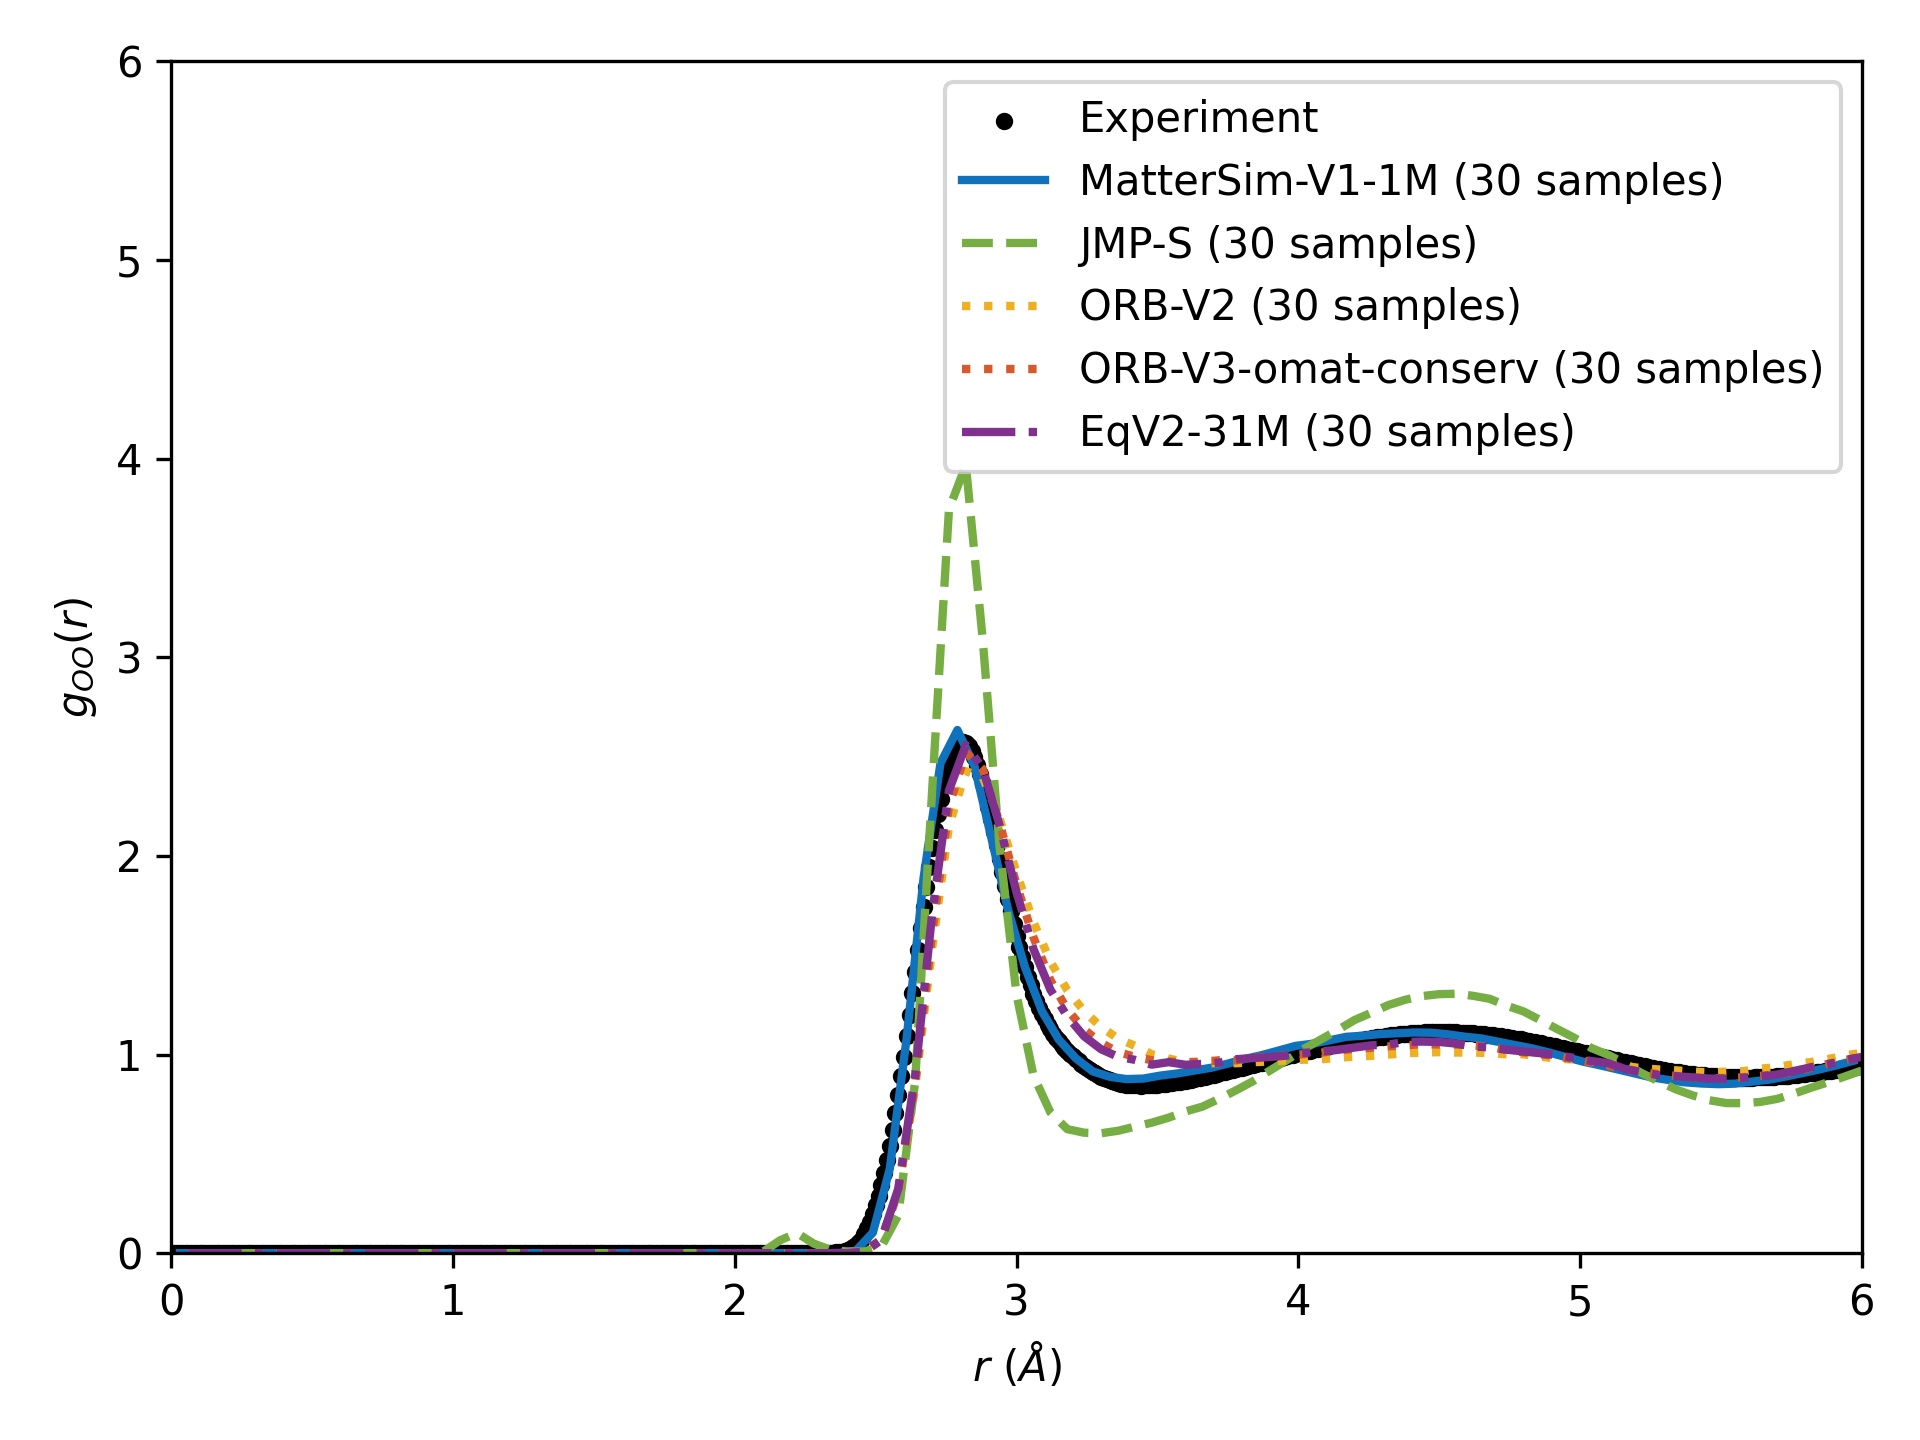 6
5
4
3
2
1
0
g_OO(r)
Experiment
MatterSim-V1-1M (30 samples)
JMP-S (30 samples)
ORB-V2 (30 samples)
ORB-V3-omat-conserv (30 samples)
EqV2-31M (30 samples)
0 1 2 3 4 5 6
r (Å)